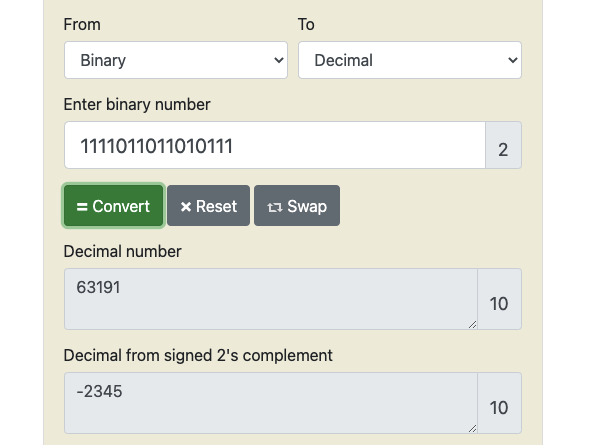 From To
Binary Decimal
Enter binary number
1111011011010111 2
= Convert × Reset Swap
Decimal number
63191 10
Decimal from signed 2's complement
-2345 10